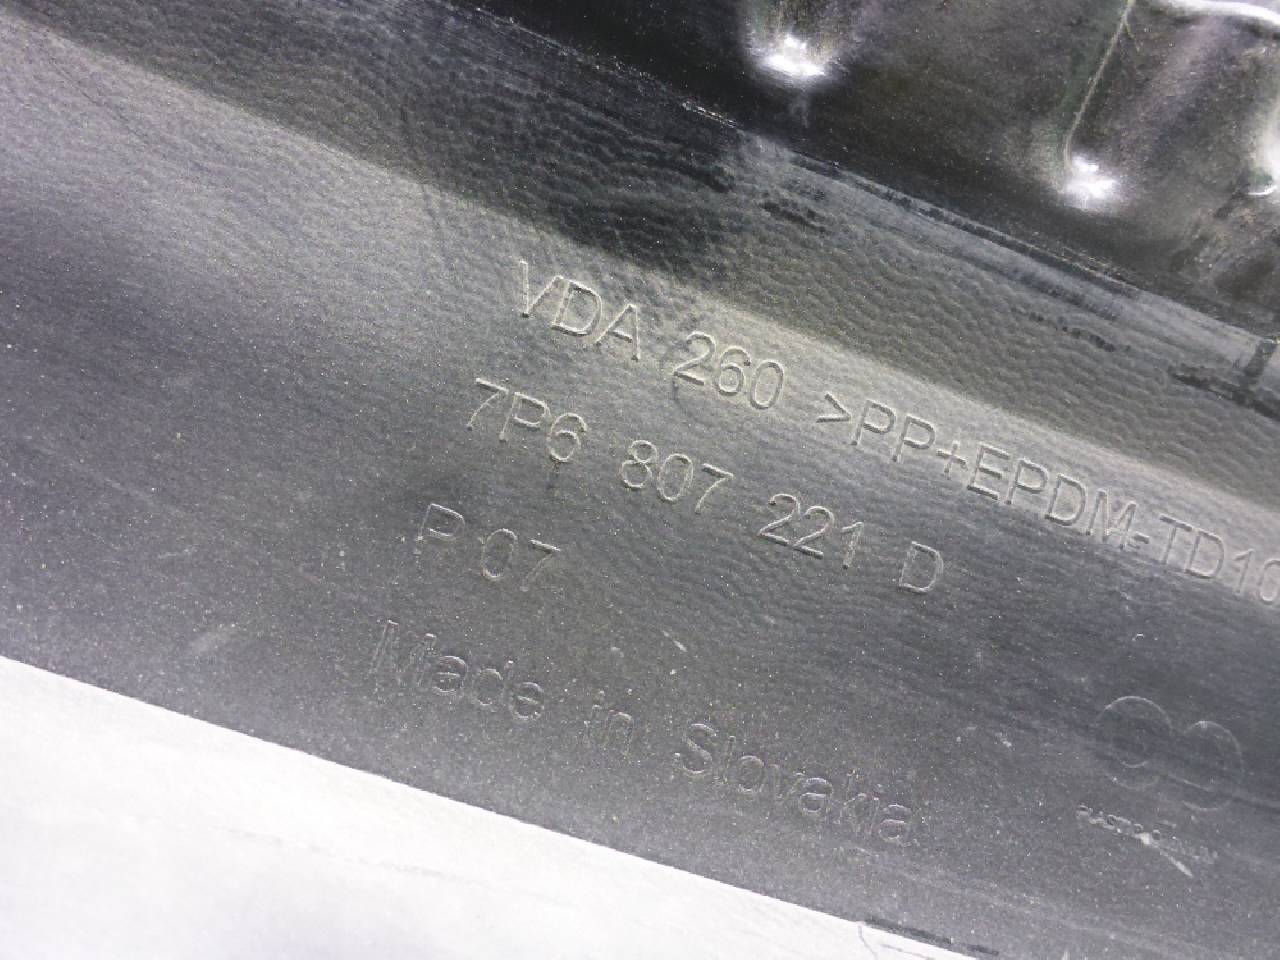 VDA 260 >PP+EPDM-TD10
7P6 807 221 D
P 07
Made in Slovakia